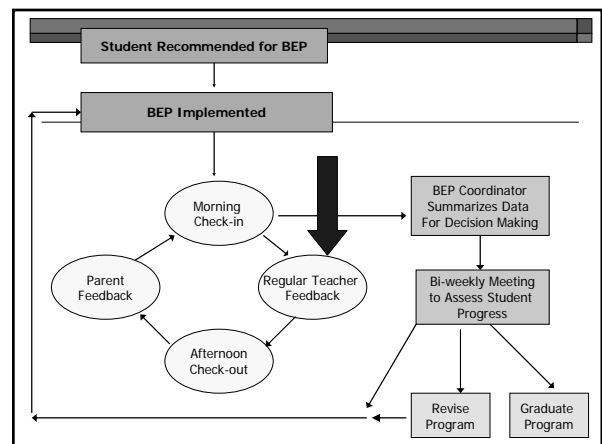 Student Recommended for BEP
BEP Implemented
Morning
Check-in
BEP Coordinator
Summarizes Data
For Decision Making
Parent
Feedback
Regular Teacher
Feedback
Bi-weekly Meeting
to Assess Student
Progress
Afternoon
Check-out
Revise
Program
Graduate
Program